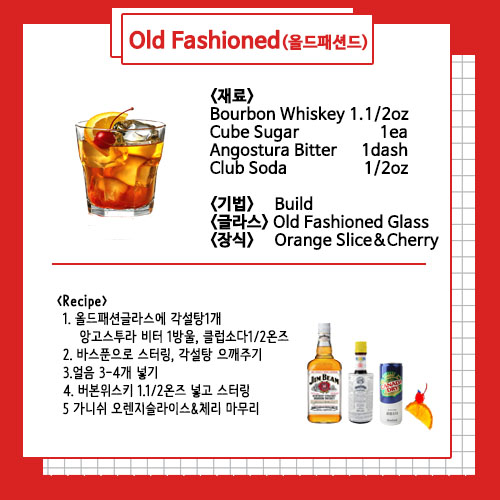 Old Fashioned(올드패션드)
<재료>
Bourbon Whiskey 1.1/2oz
Cube Sugar 1ea
Angostura Bitter 1dash
Club Soda 1/2oz
<기법> Build
<글라스> Old Fashioned Glass
<장식> Orange Slice&Cherry
<Recipe>
1. 올드패션글라스에 각설탕1개
앙고스투라 비터 1방울, 클럽소다1/2온즈
2. 바스푼으로 스터링, 각설탕 으깨주기
3.얼음 3-4개 넣기
4. 버본위스키 1.1/2온즈 넣고 스터링
5 가니쉬 오렌지슬라이스&체리 마무리
JIM BEAM
CANADA
DRY